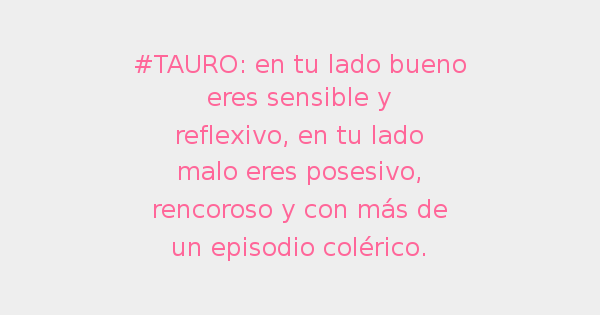 #TAURO: en tu lado bueno
eres sensible y
reflexivo, en tu lado
malo eres posesivo,
rencoroso y con más de
un episodio colérico.